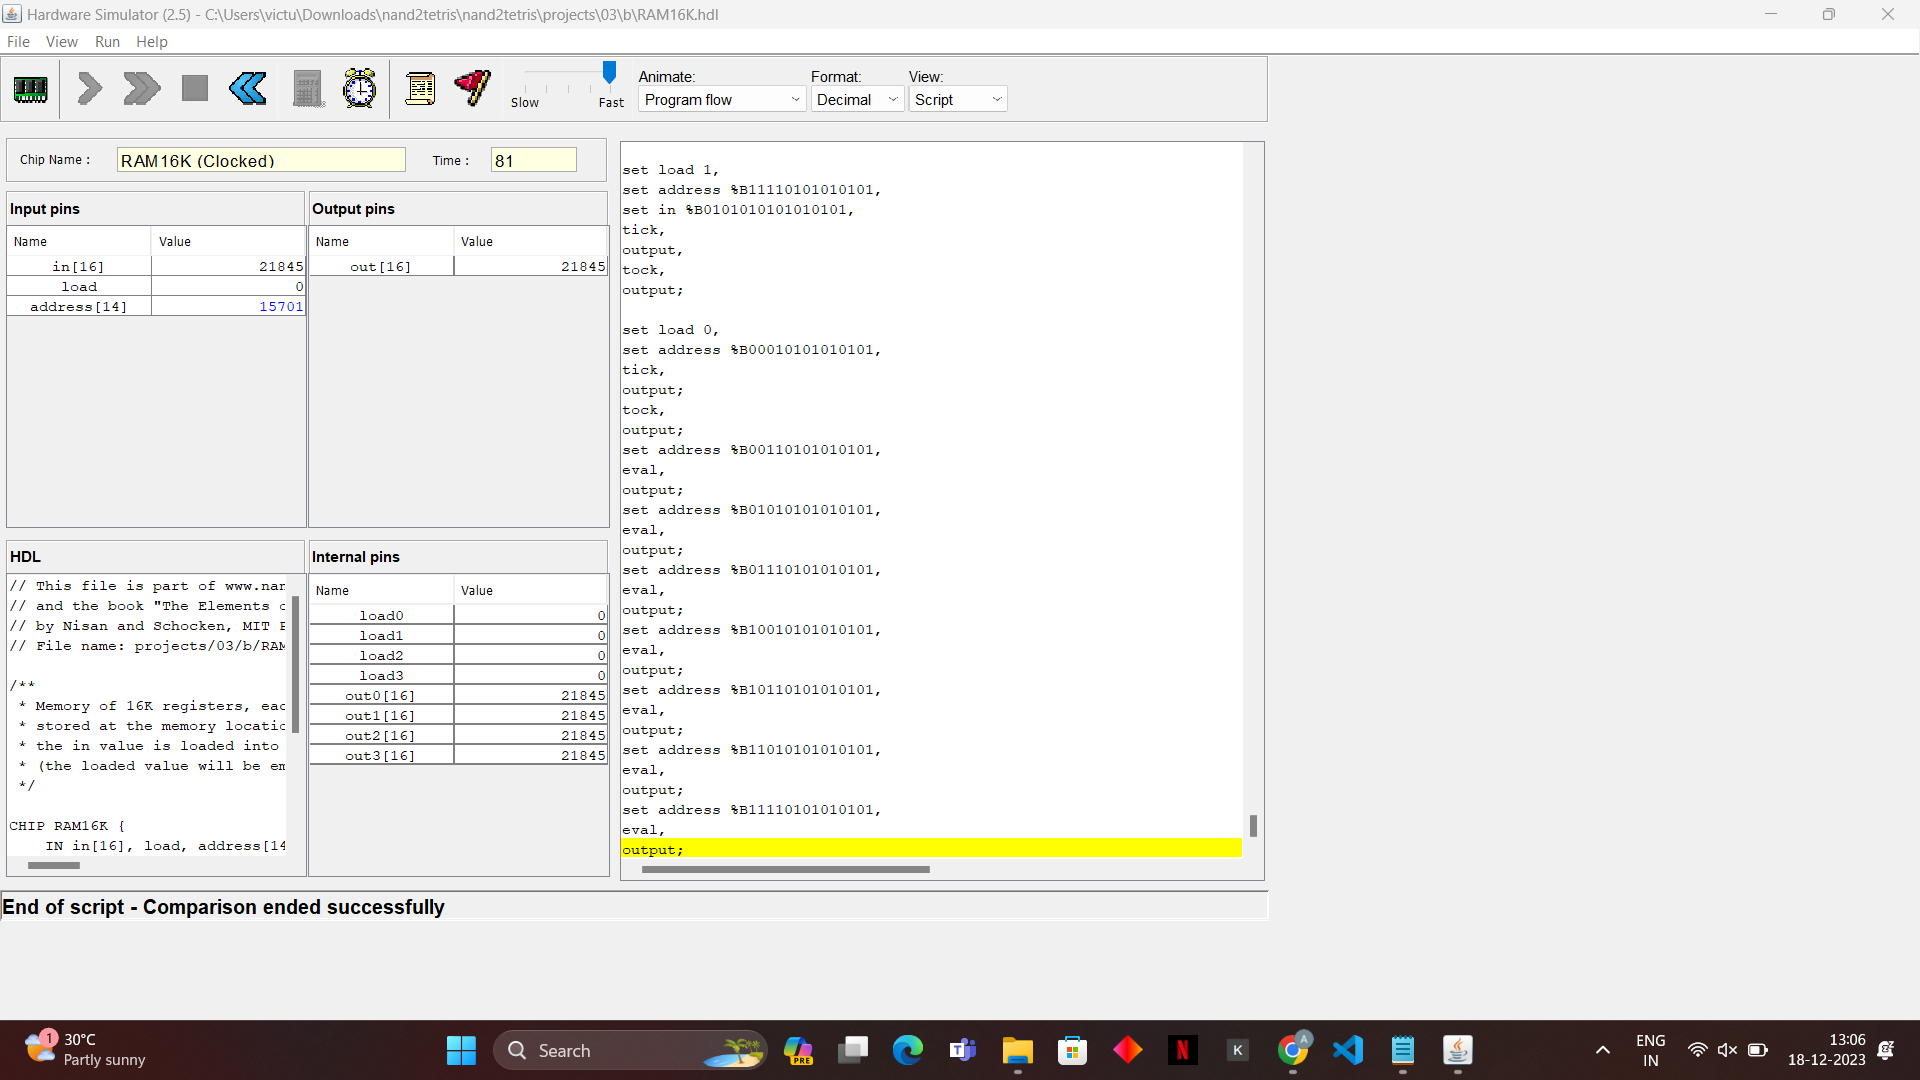 Hardware Simulator (2.5) - C:\Users\victu\Downloads\nand2tetris\nand2tetris\projects\03\b\RAM16K.hdl
File View Run Help
Slow Fast
Animate:
Program flow
Format:
Decimal
View:
Script
Chip Name :
RAM16K (Clocked)
Time :
81
Input pins
Name Value
in[16] 21845
load 0
address[14] 15701
Output pins
Name Value
out[16] 21845
HDL
// This file is part of www.nan
// and the book "The Elements o
// by Nisan and Schocken, MIT P
// File name: projects/03/b/RAM
/**
* Memory of 16K registers, eac
* stored at the memory locatio
* the in value is loaded into
* (the loaded value will be em
*/
CHIP RAM16K {
IN in[16], load, address[14
Internal pins
Name Value
load0 0
load1 0
load2 0
load3 0
out0[16] 21845
out1[16] 21845
out2[16] 21845
out3[16] 21845
set load 1,
set address %B11110101010101,
set in %B0101010101010101,
tick,
output,
tock,
output;
set load 0,
set address %B00010101010101,
tick,
output;
tock,
output;
set address %B00110101010101,
eval,
output;
set address %B01010101010101,
eval,
output;
set address %B01110101010101,
eval,
output;
set address %B10010101010101,
eval,
output;
set address %B10110101010101,
eval,
output;
set address %B11010101010101,
eval,
output;
set address %B11110101010101,
eval,
output;
End of script - Comparison ended successfully
1
30°C
Partly sunny
Search
PRE
T
N
K
A
ENG
IN
13:06
18-12-2023